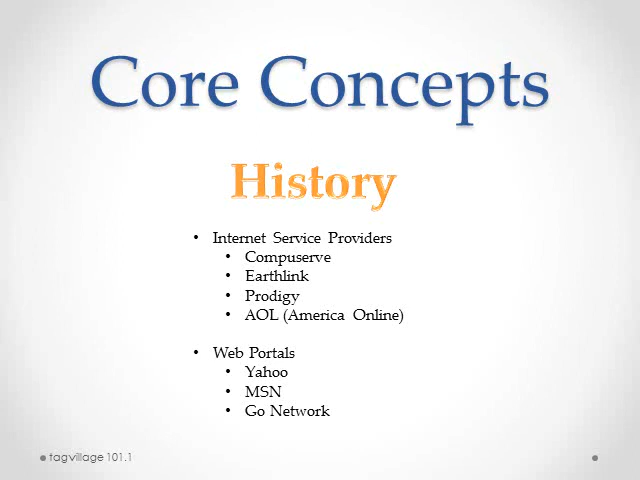 Core Concepts
History
• Internet Service Providers
• Compuserve
• Earthlink
• Prodigy
• AOL (America Online)
• Web Portals
• Yahoo
• MSN
• Go Network
tagvillage 101.1